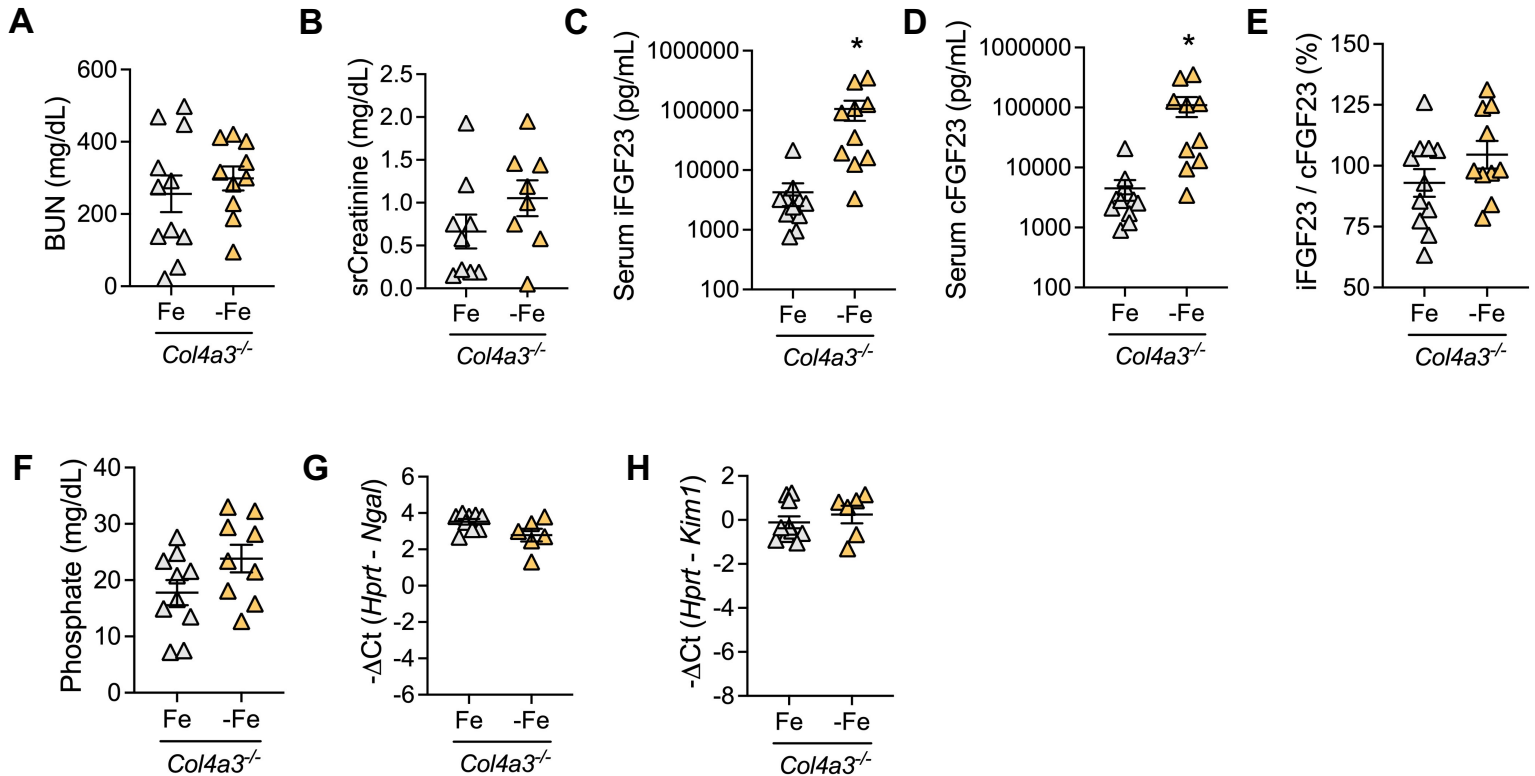 A
BUN (mg/dL)
600
400
200
0
Fe -Fe
Col4a3-/-
B
srCreatinine (mg/dL)
2.5
2.0
1.5
1.0
0.5
0.0
Fe -Fe
Col4a3-/-
C
Serum iFGF23 (pg/mL)
1000000
100000
10000
1000
100
*
Fe -Fe
Col4a3-/-
D
Serum cFGF23 (pg/mL)
1000000
100000
10000
1000
100
*
Fe -Fe
Col4a3-/-
E
iFGF23 / cFGF23 (%)
150
125
100
75
50
Fe -Fe
Col4a3-/-
F
Phosphate (mg/dL)
40
30
20
10
0
Fe -Fe
Col4a3-/-
G
-ΔCt (Hprt - Ngal)
6
4
2
0
-2
-4
-6
Fe -Fe
Col4a3-/-
H
-ΔCt (Hprt - Kim1)
2
0
-2
-4
-6
-8
Fe -Fe
Col4a3-/-